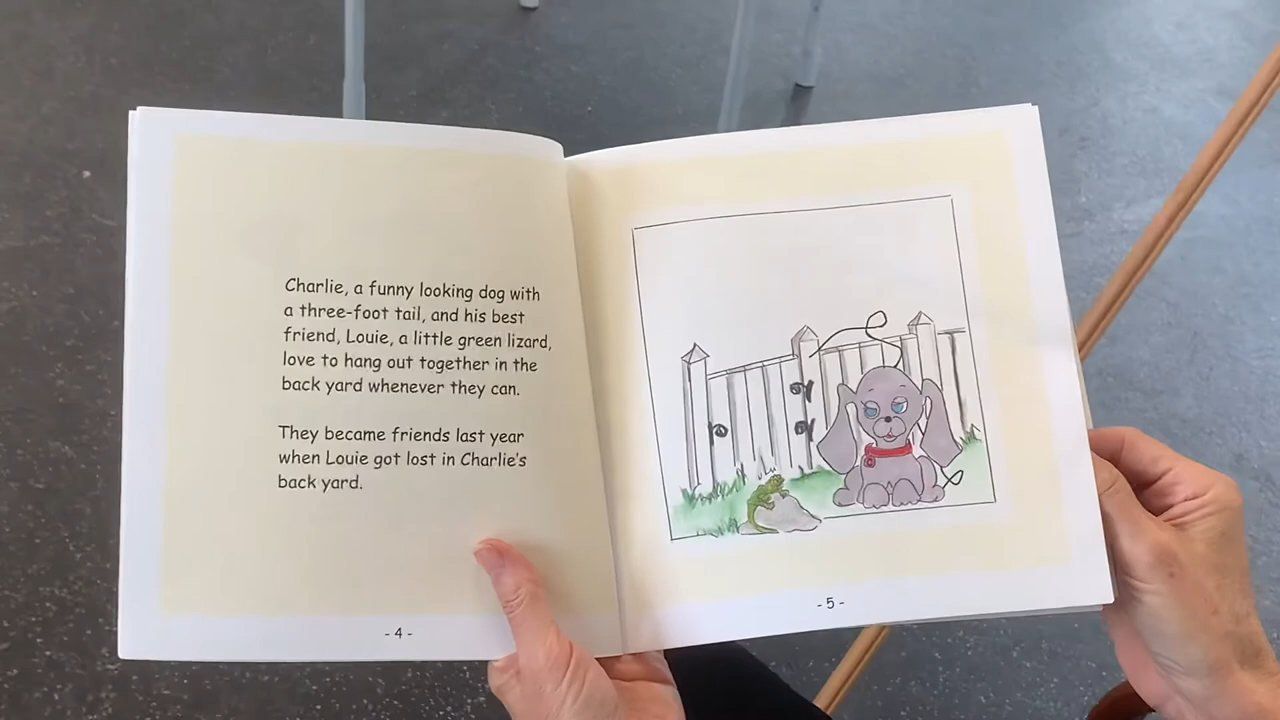 Charlie, a funny looking dog with
a three-foot tail, and his best
friend, Louie, a little green lizard,
love to hang out together in the
back yard whenever they can.
They became friends last year
when Louie got lost in Charlie's
back yard.
- 4 -
- 5 -